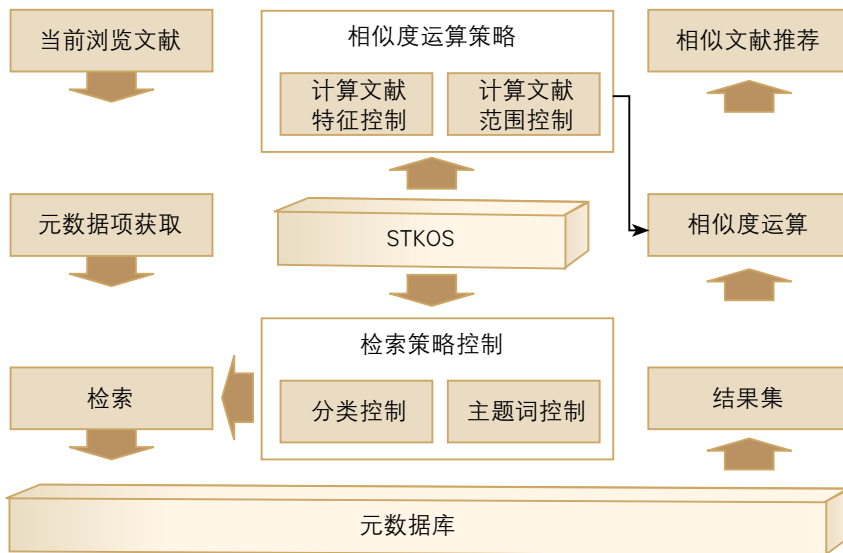 当前浏览文献
相似度运算策略
相似文献推荐
计算文献
特征控制
计算文献
范围控制
元数据项获取
STKOS
相似度运算
检索策略控制
检索
分类控制
主题词控制
结果集
元数据库